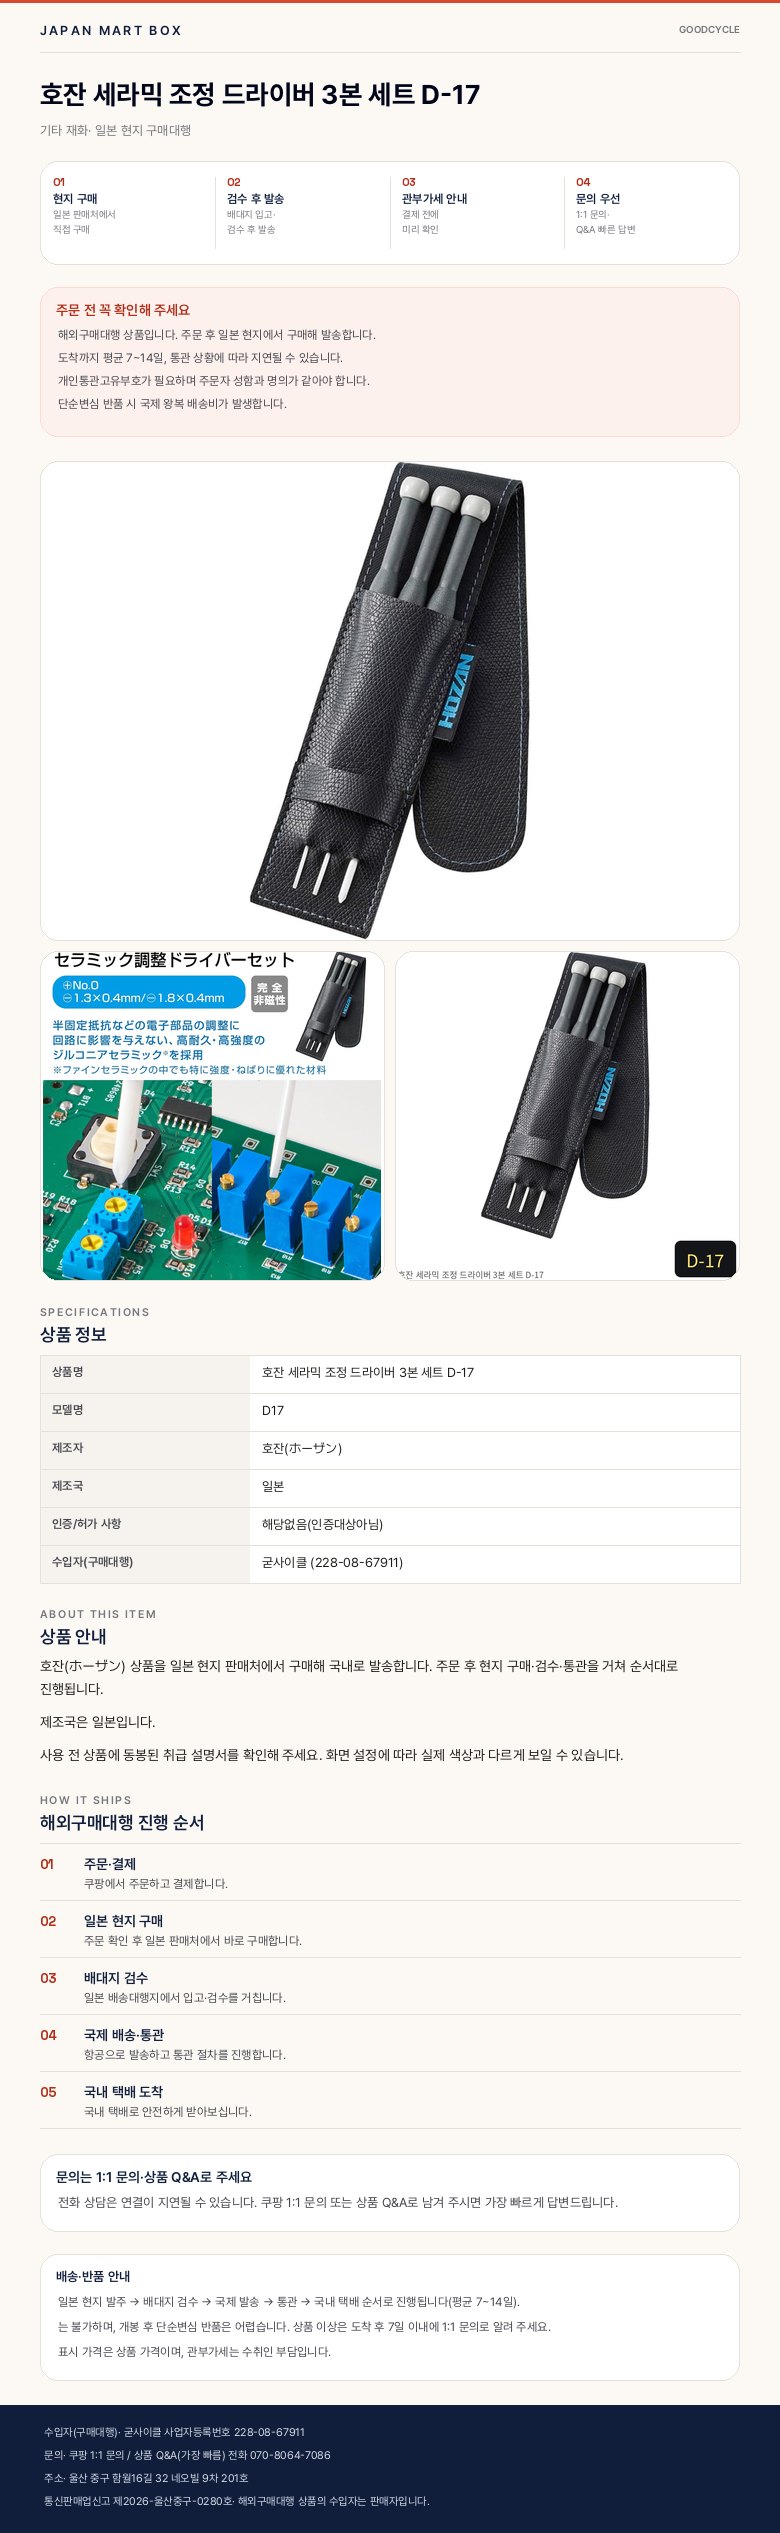 JAPAN MART BOX
GOODCYCLE
호잔 세라믹 조정 드라이버 3본 세트 D-17
기타 재화· 일본 현지 구매대행
01
현지 구매
일본 판매처에서
직접 구매
02
검수 후 발송
배대지 입고·
검수 후 발송
03
관부가세 안내
결제 전에
미리 확인
04
문의 우선
1:1 문의·
Q&A 빠른 답변
주문 전 꼭 확인해 주세요
해외구매대행 상품입니다. 주문 후 일본 현지에서 구매해 발송합니다.
도착까지 평균 7~14일, 통관 상황에 따라 지연될 수 있습니다.
개인통관고유부호가 필요하며 주문자 성함과 명의가 같아야 합니다.
단순변심 반품 시 국제 왕복 배송비가 발생합니다.
HOZAN
セラミック調整ドライバーセット
⊕No.0
⊖1.3×0.4mm/⊖1.8×0.4mm
完全
非磁性
半固定抵抗などの電子部品の調整に
回路に影響を与えない、高耐久・高強度の
ジルコニアセラミック※を採用
※ファインセラミックの中でも特に強度・ねばりに優れた材料
HOZAN
D-17
호잔 세라믹 조정 드라이버 3본 세트 D-17
SPECIFICATIONS
상품 정보
상품명 호잔 세라믹 조정 드라이버 3본 세트 D-17
모델명 D17
제조자 호잔(ホーザン)
제조국 일본
인증/허가 사항 해당없음(인증대상아님)
수입자(구매대행) 굳사이클 (228-08-67911)
ABOUT THIS ITEM
상품 안내
호잔(ホーザン) 상품을 일본 현지 판매처에서 구매해 국내로 발송합니다. 주문 후 현지 구매·검수·통관을 거쳐 순서대로
진행됩니다.
제조국은 일본입니다.
사용 전 상품에 동봉된 취급 설명서를 확인해 주세요. 화면 설정에 따라 실제 색상과 다르게 보일 수 있습니다.
HOW IT SHIPS
해외구매대행 진행 순서
01 주문·결제
쿠팡에서 주문하고 결제합니다.
02 일본 현지 구매
주문 확인 후 일본 판매처에서 바로 구매합니다.
03 배대지 검수
일본 배송대행지에서 입고·검수를 거칩니다.
04 국제 배송·통관
항공으로 발송하고 통관 절차를 진행합니다.
05 국내 택배 도착
국내 택배로 안전하게 받아보십니다.
문의는 1:1 문의·상품 Q&A로 주세요
전화 상담은 연결이 지연될 수 있습니다. 쿠팡 1:1 문의 또는 상품 Q&A로 남겨 주시면 가장 빠르게 답변드립니다.
배송·반품 안내
일본 현지 발주 → 배대지 검수 → 국제 발송 → 통관 → 국내 택배 순서로 진행됩니다(평균 7~14일).
는 불가하며, 개봉 후 단순변심 반품은 어렵습니다. 상품 이상은 도착 후 7일 이내에 1:1 문의로 알려 주세요.
표시 가격은 상품 가격이며, 관부가세는 수취인 부담입니다.
수입자(구매대행)· 굳사이클 사업자등록번호 228-08-67911
문의· 쿠팡 1:1 문의 / 상품 Q&A(가장 빠름) 전화 070-8064-7086
주소· 울산 중구 함월16길 32 네오빌 9차 201호
통신판매업신고 제2026-울산중구-0280호· 해외구매대행 상품의 수입자는 판매자입니다.